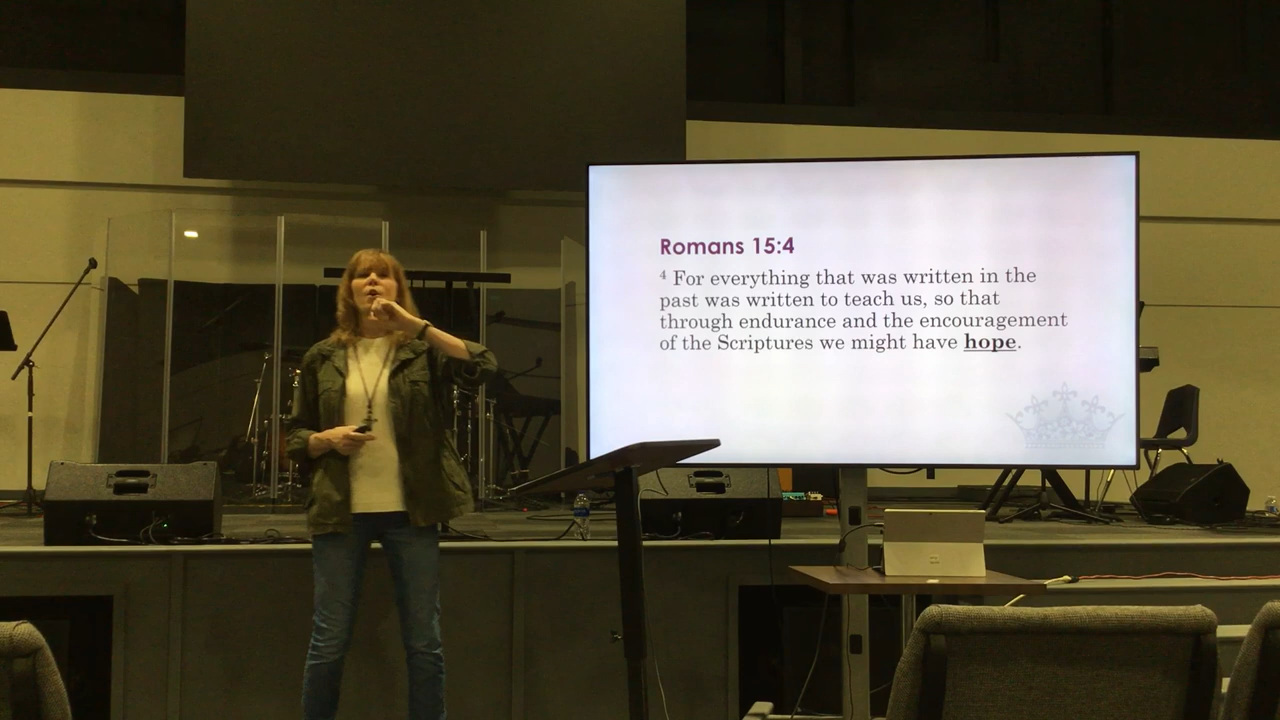 Romans 15:4
4 For everything that was written in the
past was written to teach us, so that
through endurance and the encouragement
of the Scriptures we might have hope.